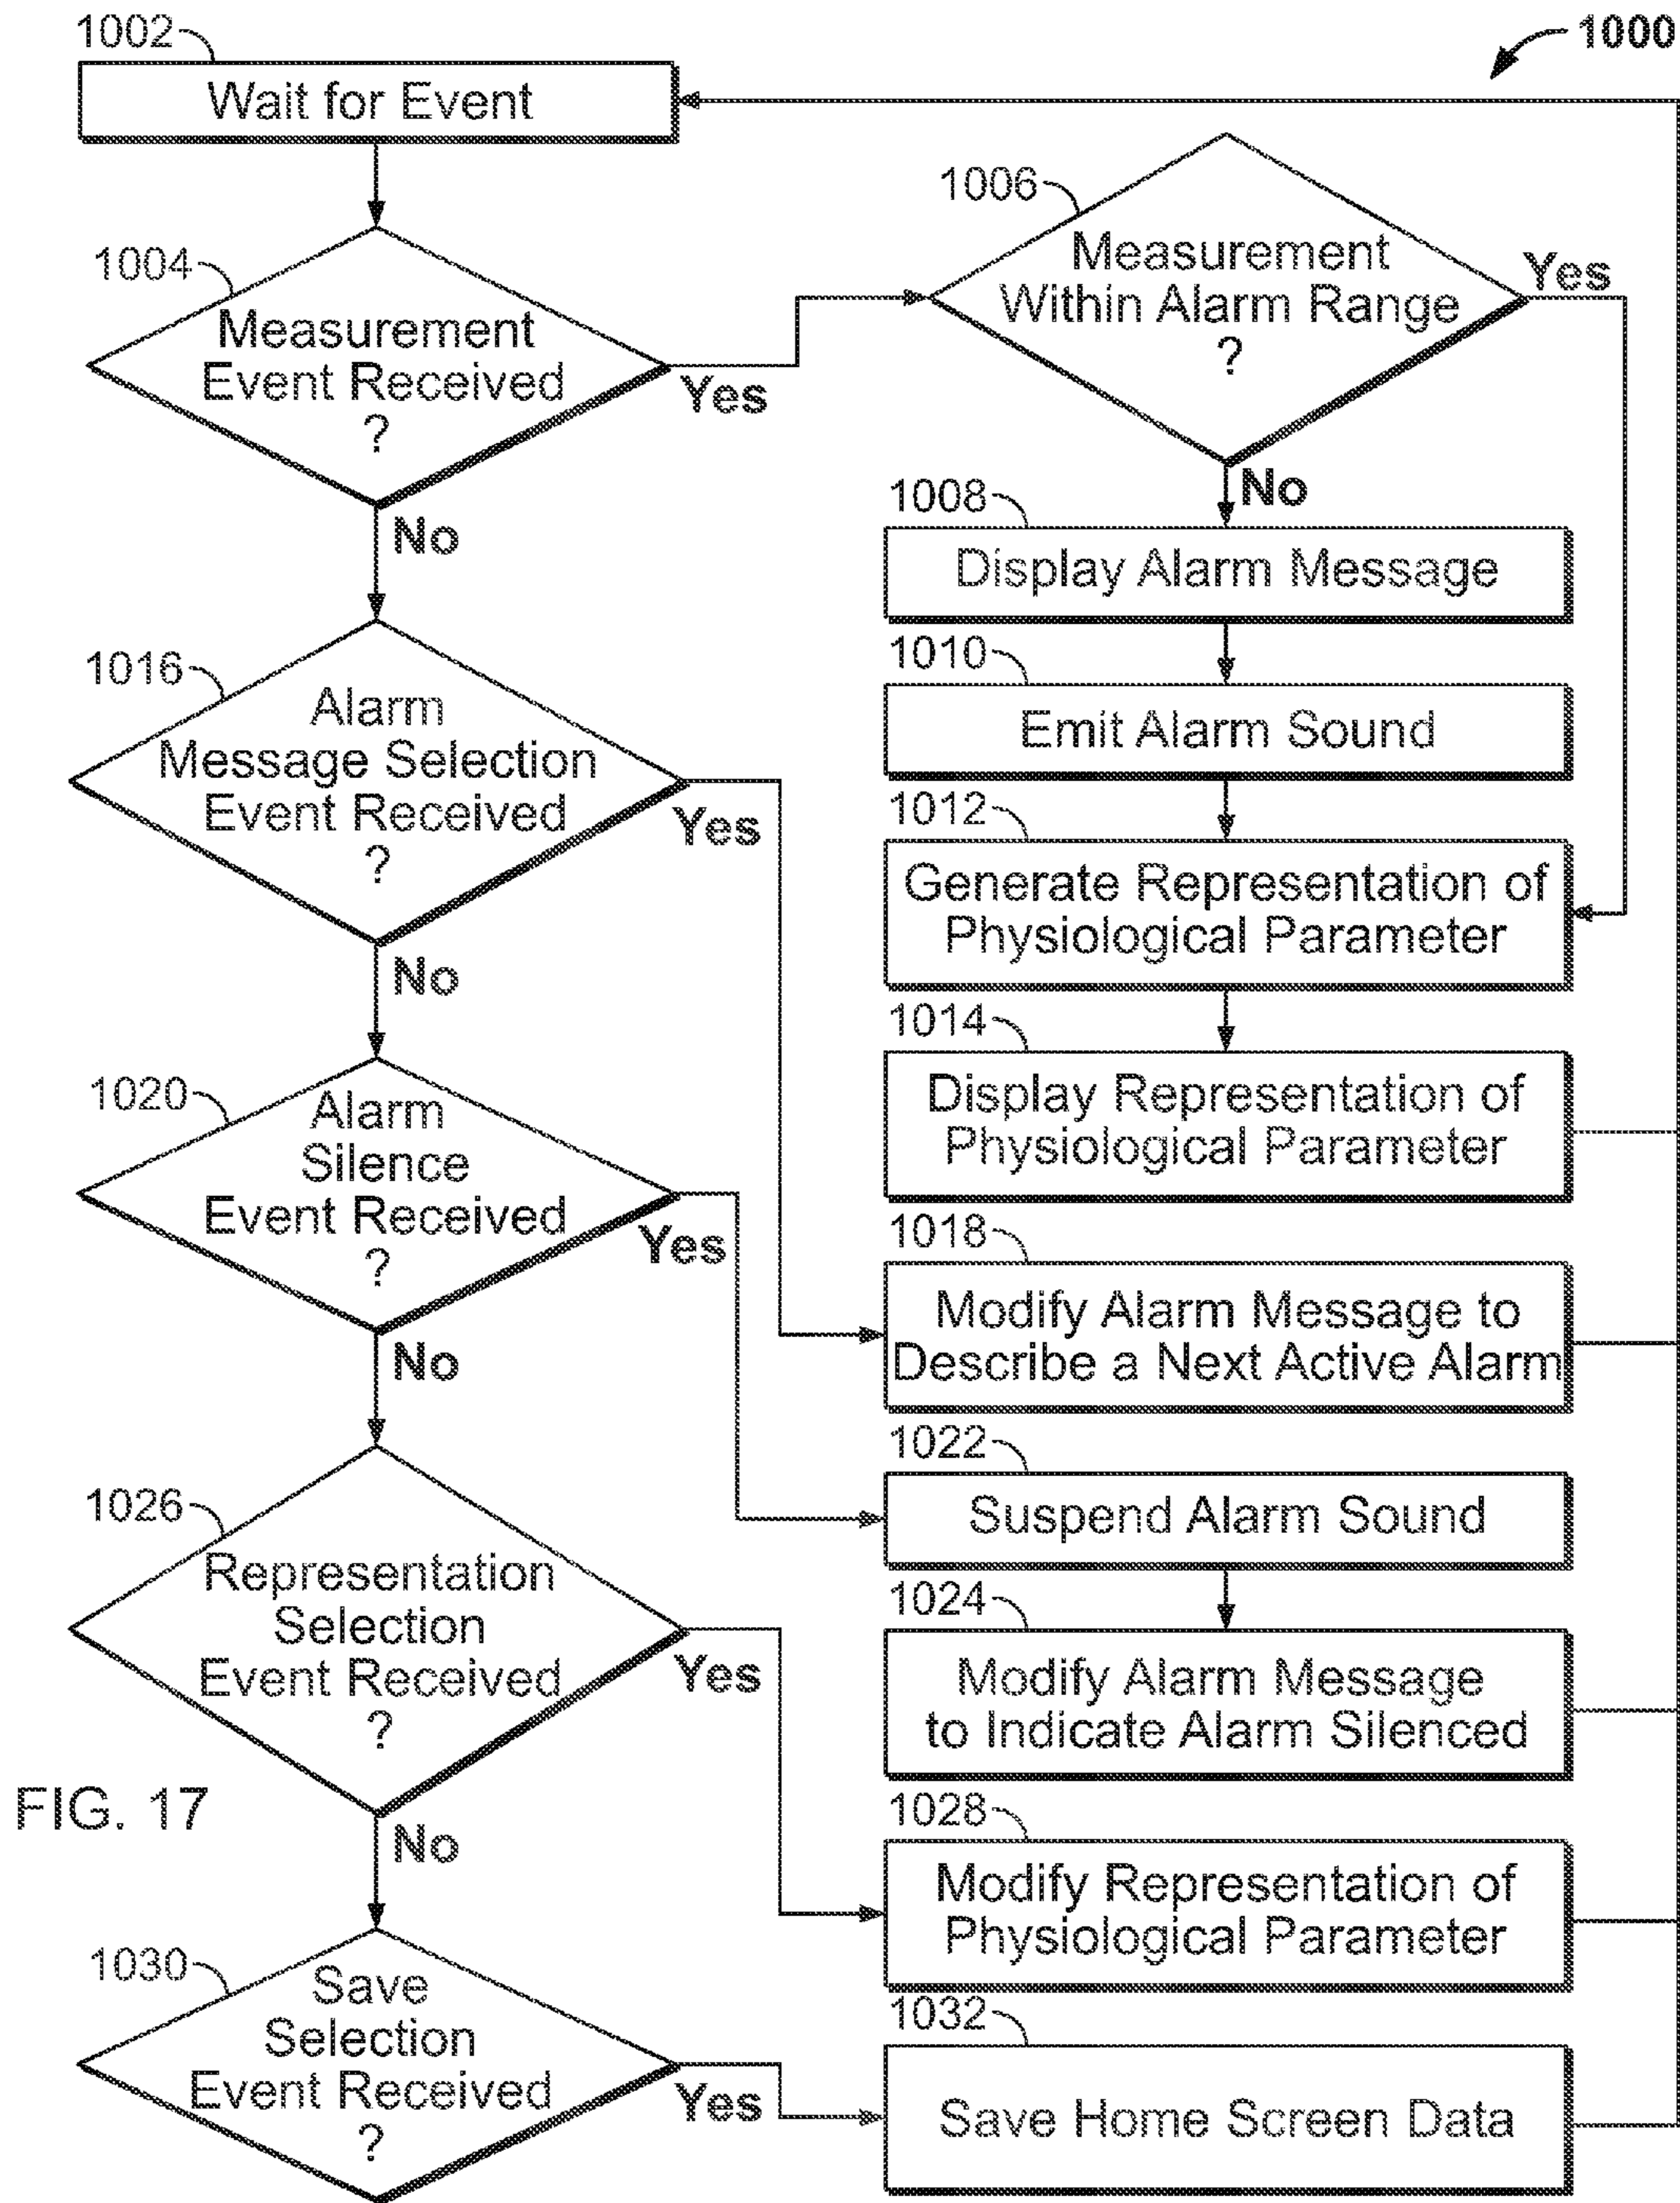 1000
1002
Wait for Event
1004
Measurement
Event Received
?
Yes
No
1006
Measurement
Within Alarm Range
?
Yes
No
1008
Display Alarm Message
1010
Emit Alarm Sound
1012
Generate Representation of
Physiological Parameter
1014
Display Representation of
Physiological Parameter
1016
Alarm
Message Selection
Event Received
?
Yes
No
1018
Modify Alarm Message to
Describe a Next Active Alarm
1020
Alarm
Silence
Event Received
?
Yes
No
1022
Suspend Alarm Sound
1024
Modify Alarm Message
to Indicate Alarm Silenced
1026
Representation
Selection
Event Received
?
Yes
No
1028
Modify Representation of
Physiological Parameter
1030
Save
Selection
Event Received
?
Yes
1032
Save Home Screen Data
FIG. 17